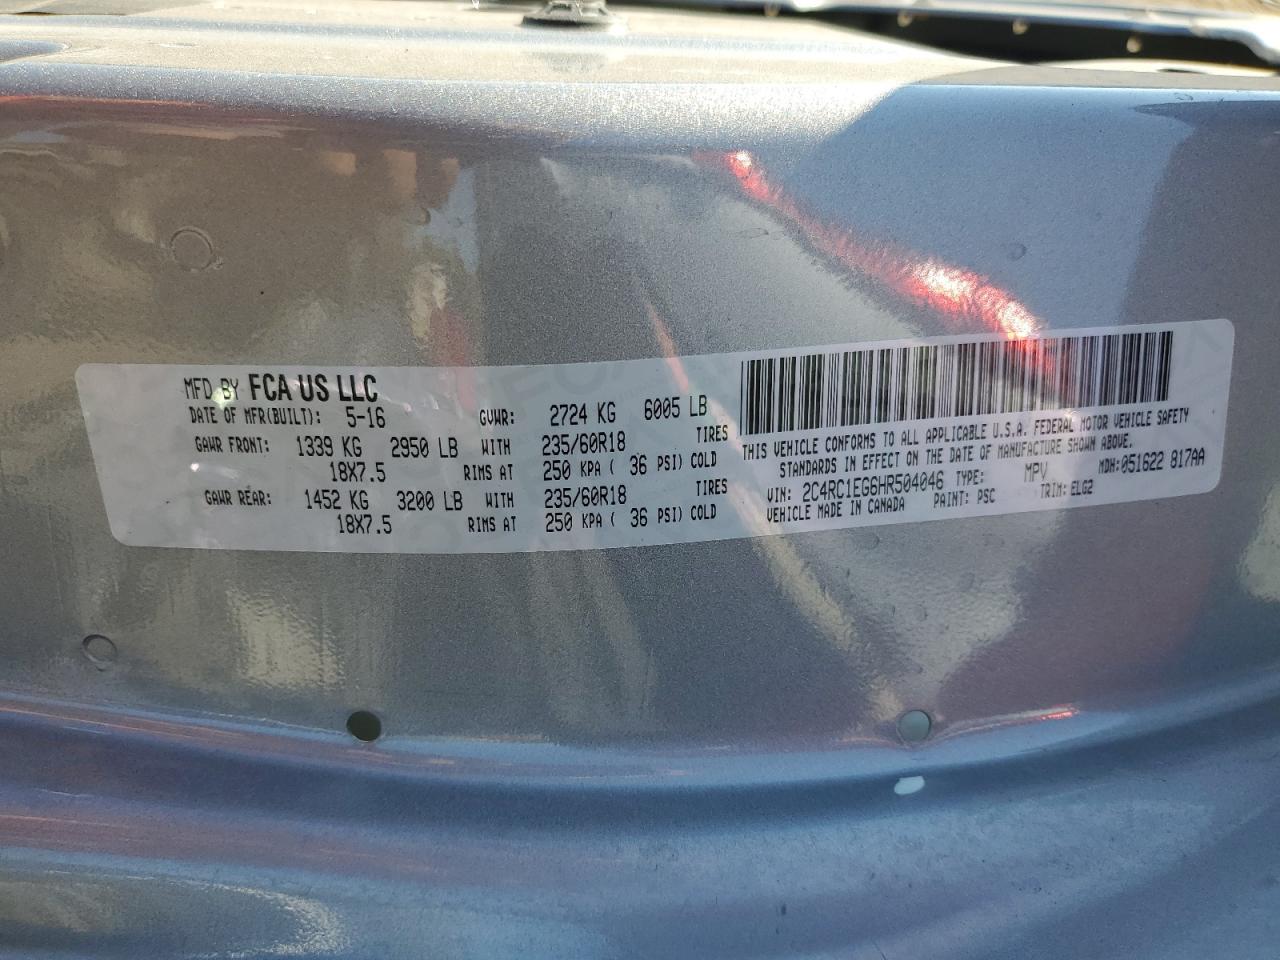 MFD BY FCA US LLC
DATE OF MFR(BUILT): 5-16 GVWR: 2724 KG 6005 LB
GAWR FRONT: 1339 KG 2950 LB WITH 235/60R18 TIRES
18X7.5 RIMS AT 250 KPA ( 36 PSI) COLD
GAWR REAR: 1452 KG 3200 LB WITH 235/60R18 TIRES
18X7.5 RIMS AT 250 KPA ( 36 PSI) COLD
THIS VEHICLE CONFORMS TO ALL APPLICABLE U.S.A. FEDERAL MOTOR VEHICLE SAFETY
STANDARDS IN EFFECT ON THE DATE OF MANUFACTURE SHOWN ABOVE.
VIN: 2C4RC1EG6HR504046 TYPE: MPV MDH:051622 817AA
VEHICLE MADE IN CANADA PAINT: PSC TRIM: ELG2